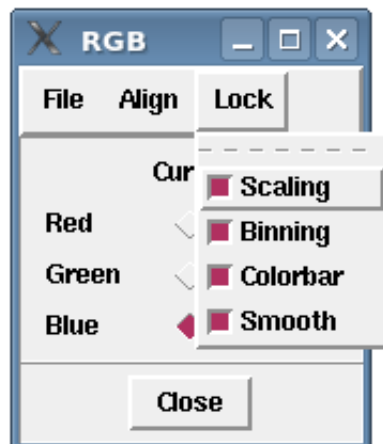 RGB
File Align Lock
Scaling
Binning
Colorbar
Smooth
Cur
Red
Green
Blue
Close